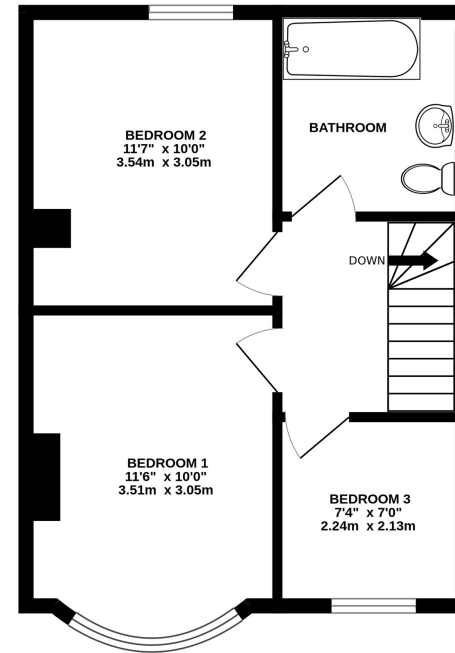 BEDROOM 2
11'7" x 10'0"
3.54m x 3.05m
BATHROOM
DOWN
BEDROOM 1
11'6" x 10'0"
3.51m x 3.05m
BEDROOM 3
7'4" x 7'0"
2.24m x 2.13m